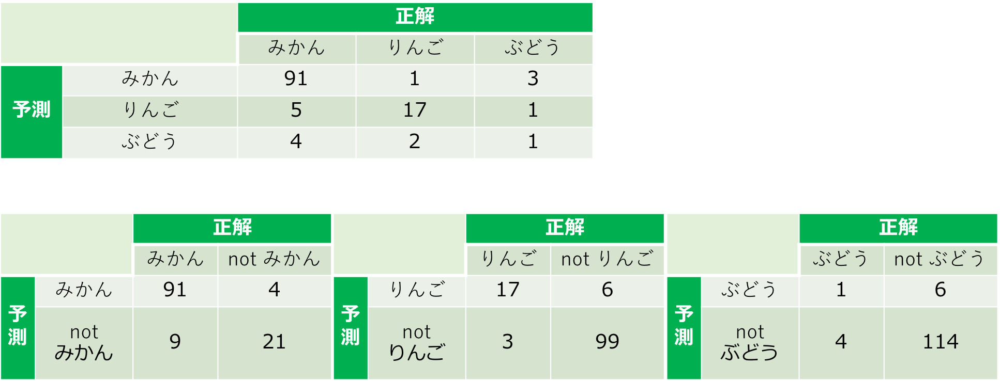 正解
みかん りんご ぶどう
予測
みかん 91 1 3
りんご 5 17 1
ぶどう 4 2 1
正解
みかん not みかん
予測
みかん 91 4
not みかん 9 21
正解
りんご not りんご
予測
りんご 17 6
not りんご 3 99
正解
ぶどう not ぶどう
予測
ぶどう 1 6
not ぶどう 4 114